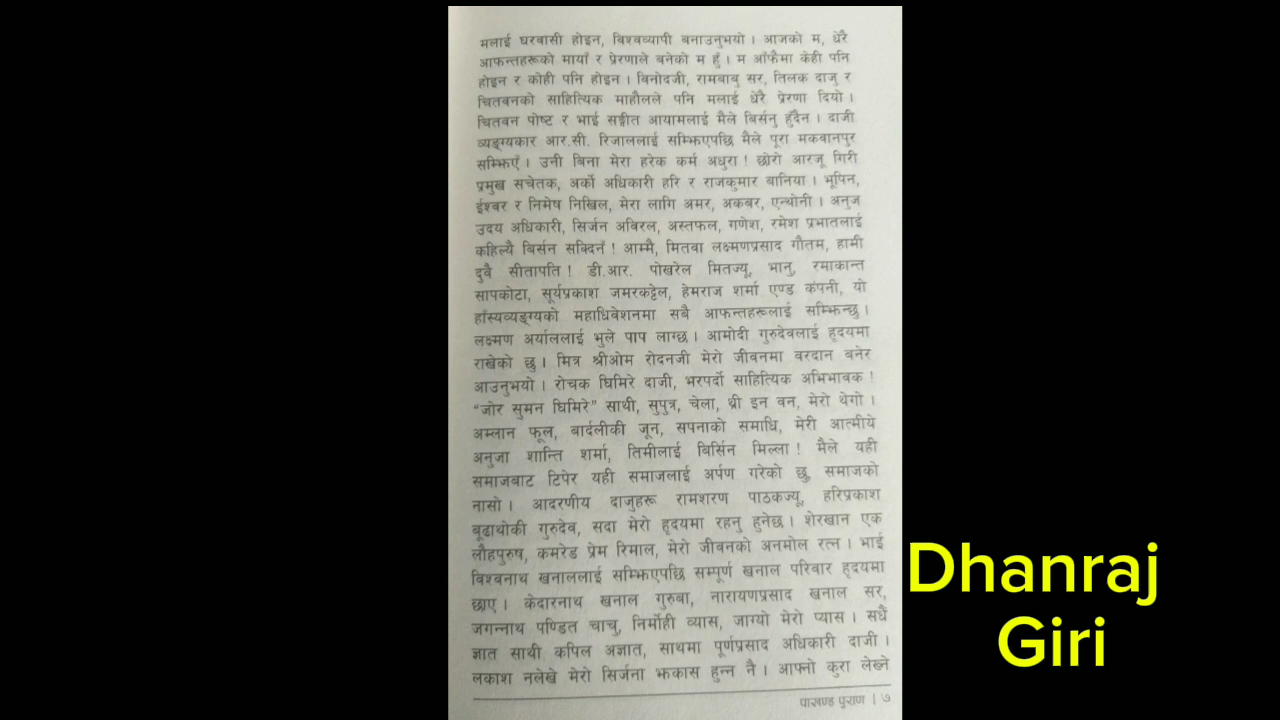 मलाई घरबासी होइन, विश्वव्यापी बनाउनुभयो । आजको म, धेरै
आफन्तहरूको मायाँ र प्रेरणाले बनेको म हुँ । म आँफैमा केही पनि
होइन र कोही पनि होइन । बिनोदजी, रामबाबु सर, तिलक दाजु र
चितवनको साहित्यिक माहौलले पनि मलाई धेरै प्रेरणा दियो ।
चितवन पोष्ट र भाई सङ्गीत आयामलाई मैले बिर्सनु हुँदैन । दाजी
व्यङ्ग्यकार आर.सी. रिजाललाई सम्झिएपछि मैले पूरा मकवानपुर
सम्झिएँ । उनी बिना मेरा हरेक कर्म अधुरा ! छोरो आरजू गिरी
प्रमुख सचेतक, अर्को अधिकारी हरि र राजकुमार बानिया । भूपिन,
ईश्वर र निमेष निखिल, मेरा लागि अमर, अकबर, एन्थोनी । अनुज
उदय अधिकारी, सिर्जन अविरल, अस्तफल, गणेश, रमेश प्रभातलाई
कहिल्यै बिर्सन सक्दिनँ ! आम्मै, मितवा लक्ष्मणप्रसाद गौतम, हामी
दुवै सीतापति ! डी.आर. पोखरेल मितज्यू, भानु, रमाकान्त
सापकोटा, सूर्यप्रकाश जमरकट्टेल, हेमराज शर्मा एण्ड कंपनी, यो
हाँस्यव्यङ्ग्यको महाधिवेशनमा सबै आफन्तहरूलाई सम्झिन्छु ।
लक्ष्मण अर्याललाई भुले पाप लाग्छ । आमोदी गुरुदेवलाई हृदयमा
राखेको छु । मित्र श्रीओम रोदनजी मेरो जीवनमा वरदान बनेर
आउनुभयो । रोचक घिमिरे दाजी, भरपर्दो साहित्यिक अभिभावक !
“जोर सुमन घिमिरे” साथी, सुपुत्र, चेला, थ्री इन वन, मेरो थेगो ।
अम्लान फूल, बार्दलीकी जून, सपनाको समाधि, मेरी आत्मीये
अनुजा शान्ति शर्मा, तिमीलाई बिर्सिन मिल्ला ! मैले यही
समाजबाट टिपेर यही समाजलाई अर्पण गरेको छु, समाजको
नासो । आदरणीय दाजुहरू रामशरण पाठकज्यू, हरिप्रकाश
बूढाथोकी गुरुदेव, सदा मेरो हृदयमा रहनु हुनेछ । शेरखान एक
लौहपुरुष, कमरेड प्रेम रिमाल, मेरो जीवनको अनमोल रत्न । भाई
विश्वनाथ खनाललाई सम्झिएपछि सम्पूर्ण खनाल परिवार हृदयमा
छाए । केदारनाथ खनाल गुरुबा, नारायणप्रसाद खनाल सर,
जगन्नाथ पण्डित चाचु, निर्मोही व्यास, जाग्यो मेरो प्यास । सधैं
ज्ञात साथी कपिल अज्ञात, साथमा पूर्णप्रसाद अधिकारी दाजी ।
लकाश नलेखे मेरो सिर्जना झकास हुन्न नै । आफ्नो कुरा लेख्ने
पाखण्ड पुराण । ७
Dhanraj
Giri